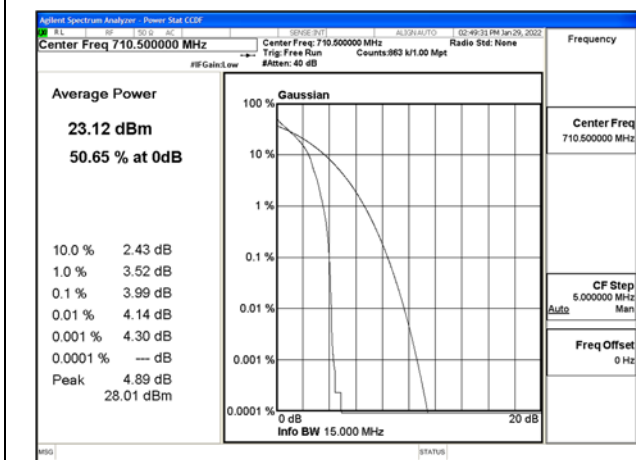 Agilent Spectrum Analyzer - Power Stat CCDF
RL RF 50 Ω AC SENSE:INT ALIGNAUTO 02:49:31 PM Jan 29, 2022
Center Freq 710.500000 MHz
Center Freq: 710.500000 MHz Radio Std: None
Trig: Free Run Counts:863 k/1.00 Mpt
#IFGain:Low #Atten: 40 dB
Frequency
Average Power
23.12 dBm
50.65 % at 0dB
10.0 % 2.43 dB
1.0 % 3.52 dB
0.1 % 3.99 dB
0.01 % 4.14 dB
0.001 % 4.30 dB
0.0001 % --- dB
Peak 4.89 dB
28.01 dBm
Gaussian
100 %
10 %
1 %
0.1 %
0.01 %
0.001 %
0.0001 %
0 dB 20 dB
Info BW 15.000 MHz
Center Freq
710.500000 MHz
CF Step
5.000000 MHz
Auto Man
Freq Offset
0 Hz
MSG STATUS